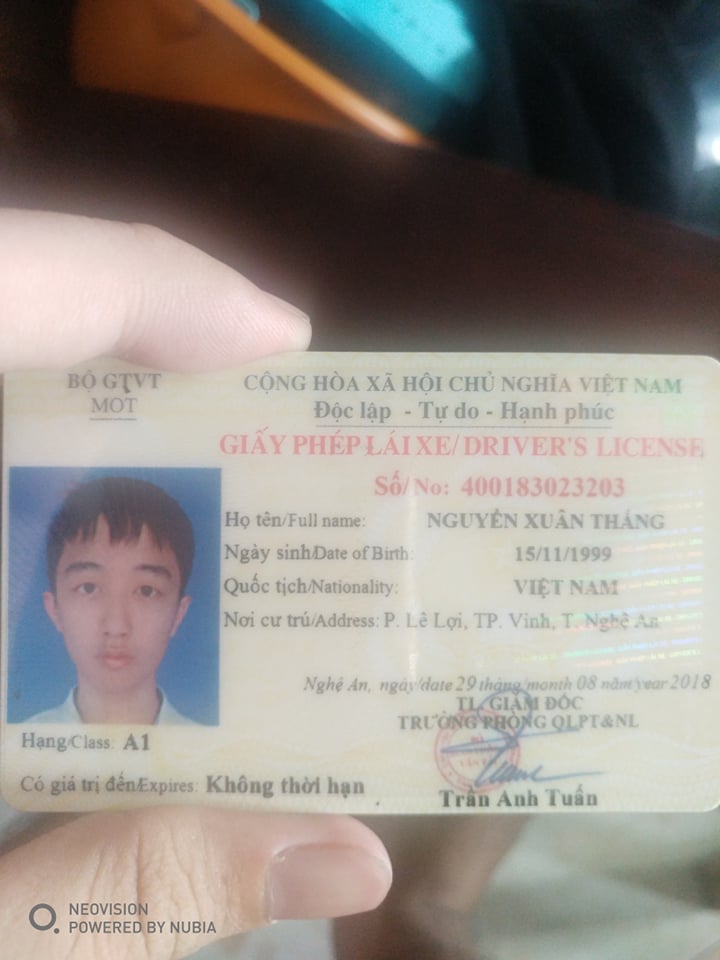 BỘ GTVT
MOT
CỘNG HÒA XÃ HỘI CHỦ NGHĨA VIỆT NAM
Độc lập - Tự do - Hạnh phúc
GIẤY PHÉP LÁI XE/ DRIVER'S LICENSE
Số/ No: 400183023203
Họ tên/Full name: NGUYỄN XUÂN THẮNG
Ngày sinh/Date of Birth: 15/11/1999
Quốc tịch/Nationality: VIỆT NAM
Nơi cư trú/Address: P. Lê Lợi, TP. Vinh, T. Nghệ An
Nghệ An, ngày/date 29 tháng/month 08 năm/year 2018
TL. GIÁM ĐỐC
TRƯỞNG PHÒNG QLPT&NL
Hạng/Class: A1
Có giá trị đến/Expires: Không thời hạn
Trần Anh Tuấn
NEOVISION
POWERED BY NUBIA